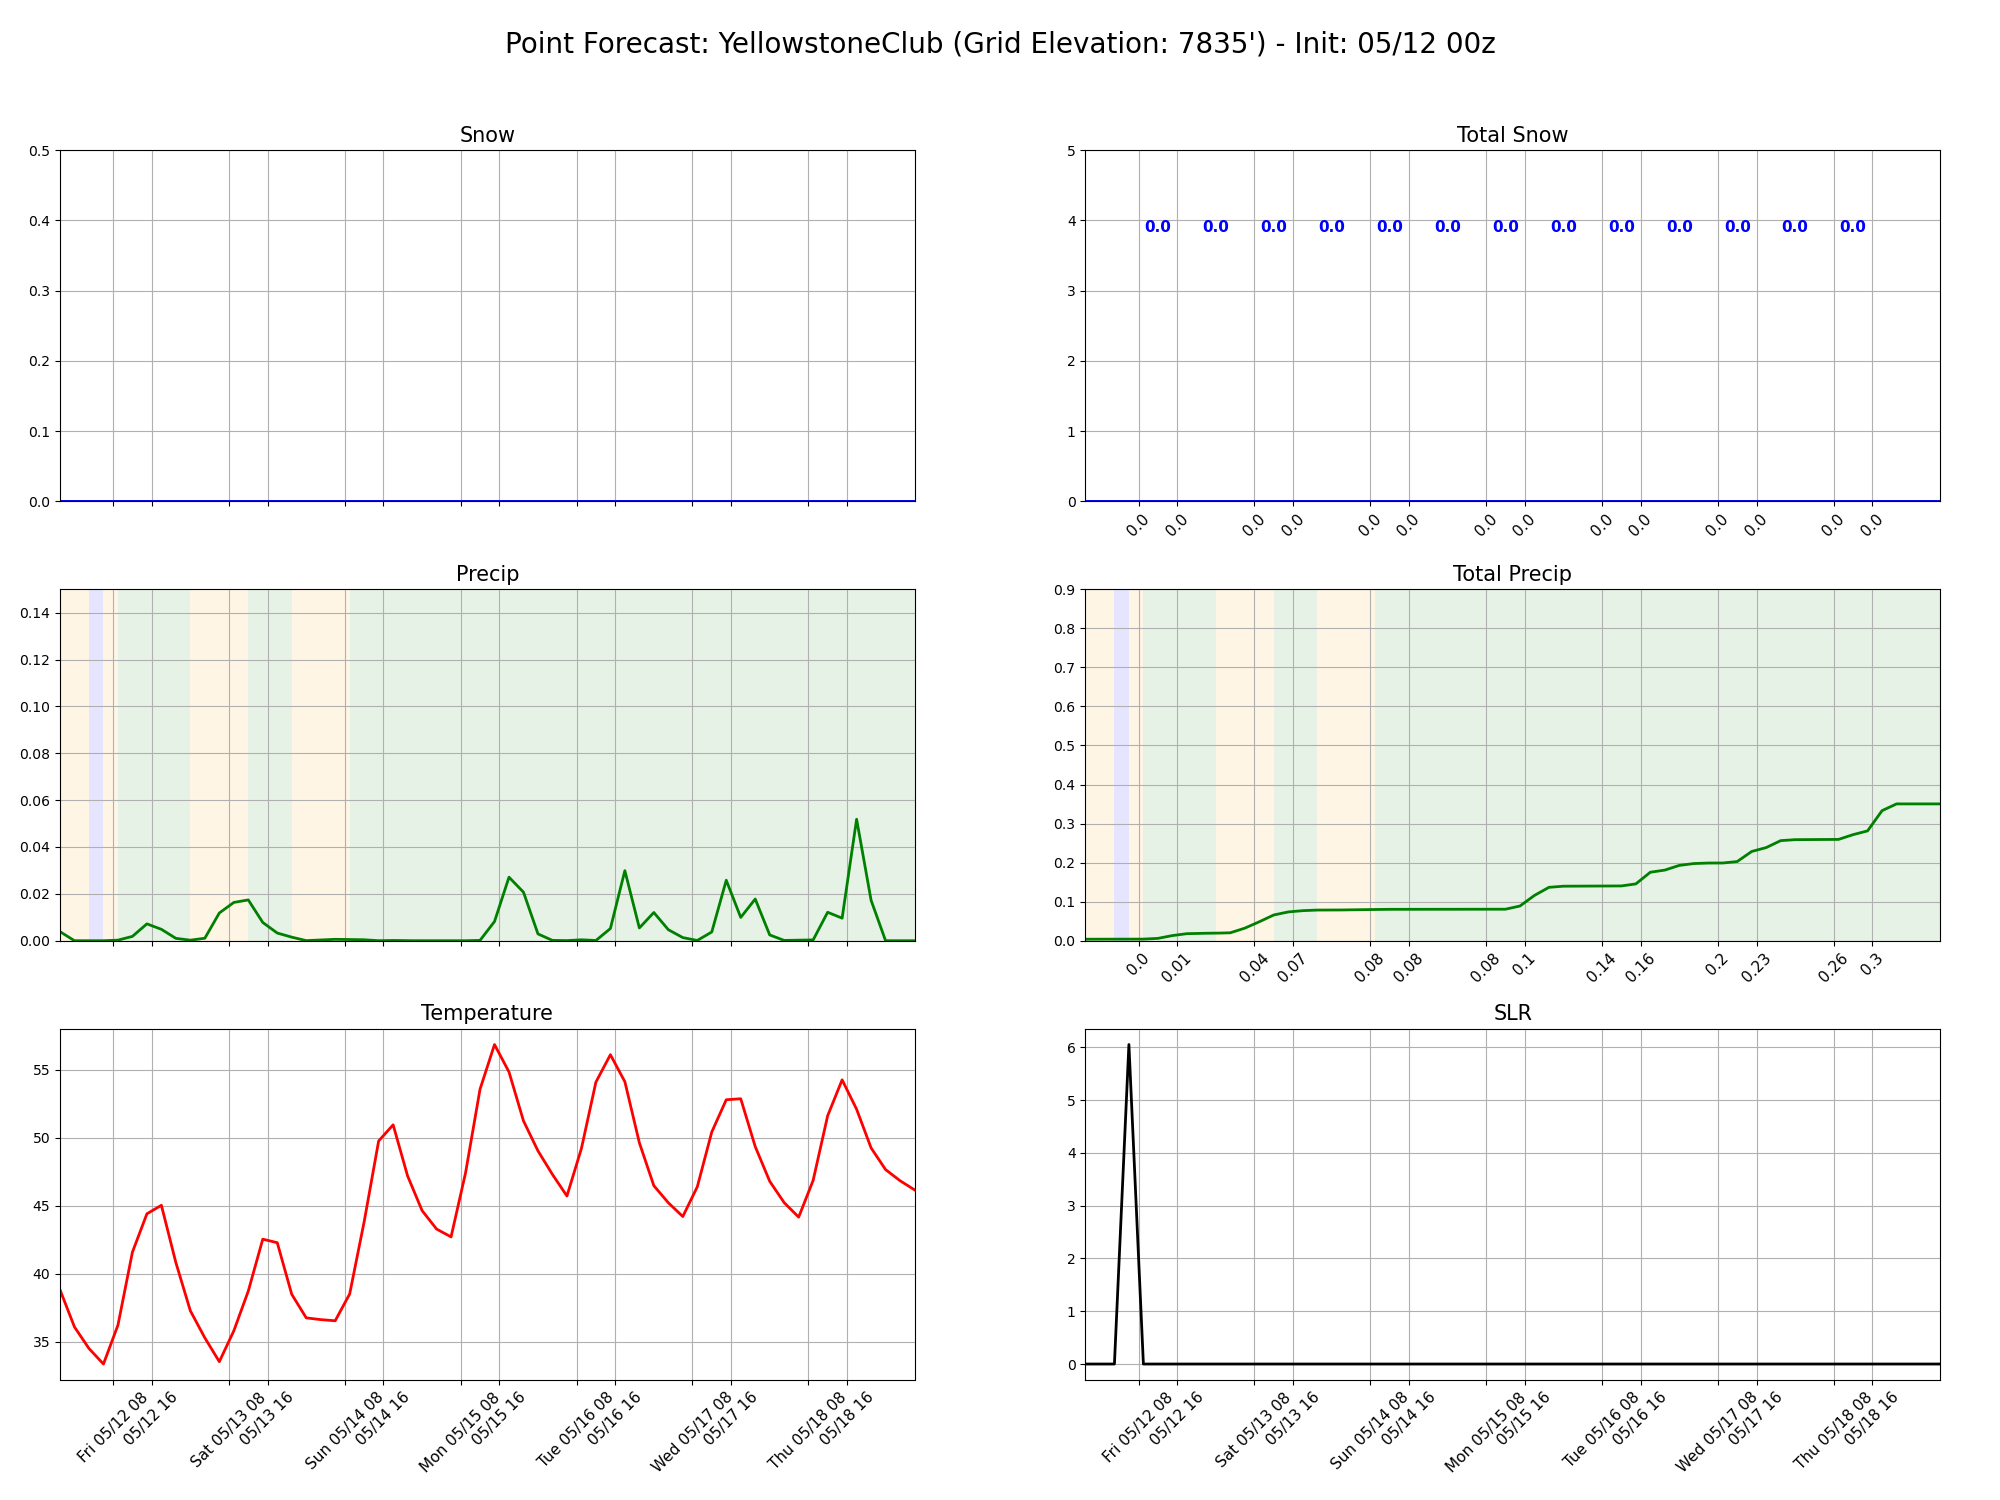 Point Forecast: YellowstoneClub (Grid Elevation: 7835') - Init: 05/12 00z
Snow
0.5
0.4
0.3
0.2
0.1
0.0
Total Snow
5
4
3
2
1
0
0.0 0.0 0.0 0.0 0.0 0.0 0.0 0.0 0.0 0.0 0.0 0.0 0.0
0.0 0.0 0.0 0.0 0.0 0.0 0.0 0.0 0.0 0.0 0.0 0.0 0.0 0.0
Precip
0.14
0.12
0.10
0.08
0.06
0.04
0.02
0.00
Total Precip
0.9
0.8
0.7
0.6
0.5
0.4
0.3
0.2
0.1
0.0
0.0 0.01 0.04 0.07 0.08 0.08 0.08 0.1 0.14 0.16 0.2 0.23 0.26 0.3
Temperature
55
50
45
40
35
Fri 05/12 08
05/12 16
Sat 05/13 08
05/13 16
Sun 05/14 08
05/14 16
Mon 05/15 08
05/15 16
Tue 05/16 08
05/16 16
Wed 05/17 08
05/17 16
Thu 05/18 08
05/18 16
SLR
6
5
4
3
2
1
0
Fri 05/12 08
05/12 16
Sat 05/13 08
05/13 16
Sun 05/14 08
05/14 16
Mon 05/15 08
05/15 16
Tue 05/16 08
05/16 16
Wed 05/17 08
05/17 16
Thu 05/18 08
05/18 16